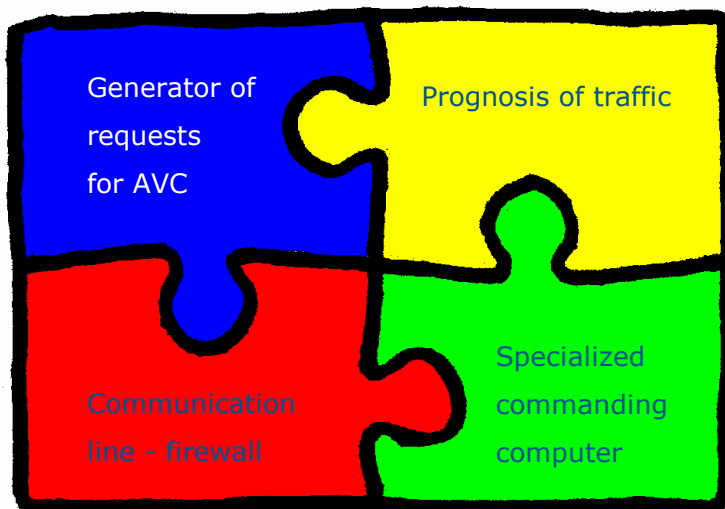 Generator of
requests
for AVC
Prognosis of traffic
Communication
line - firewall
Specialized
commanding
computer